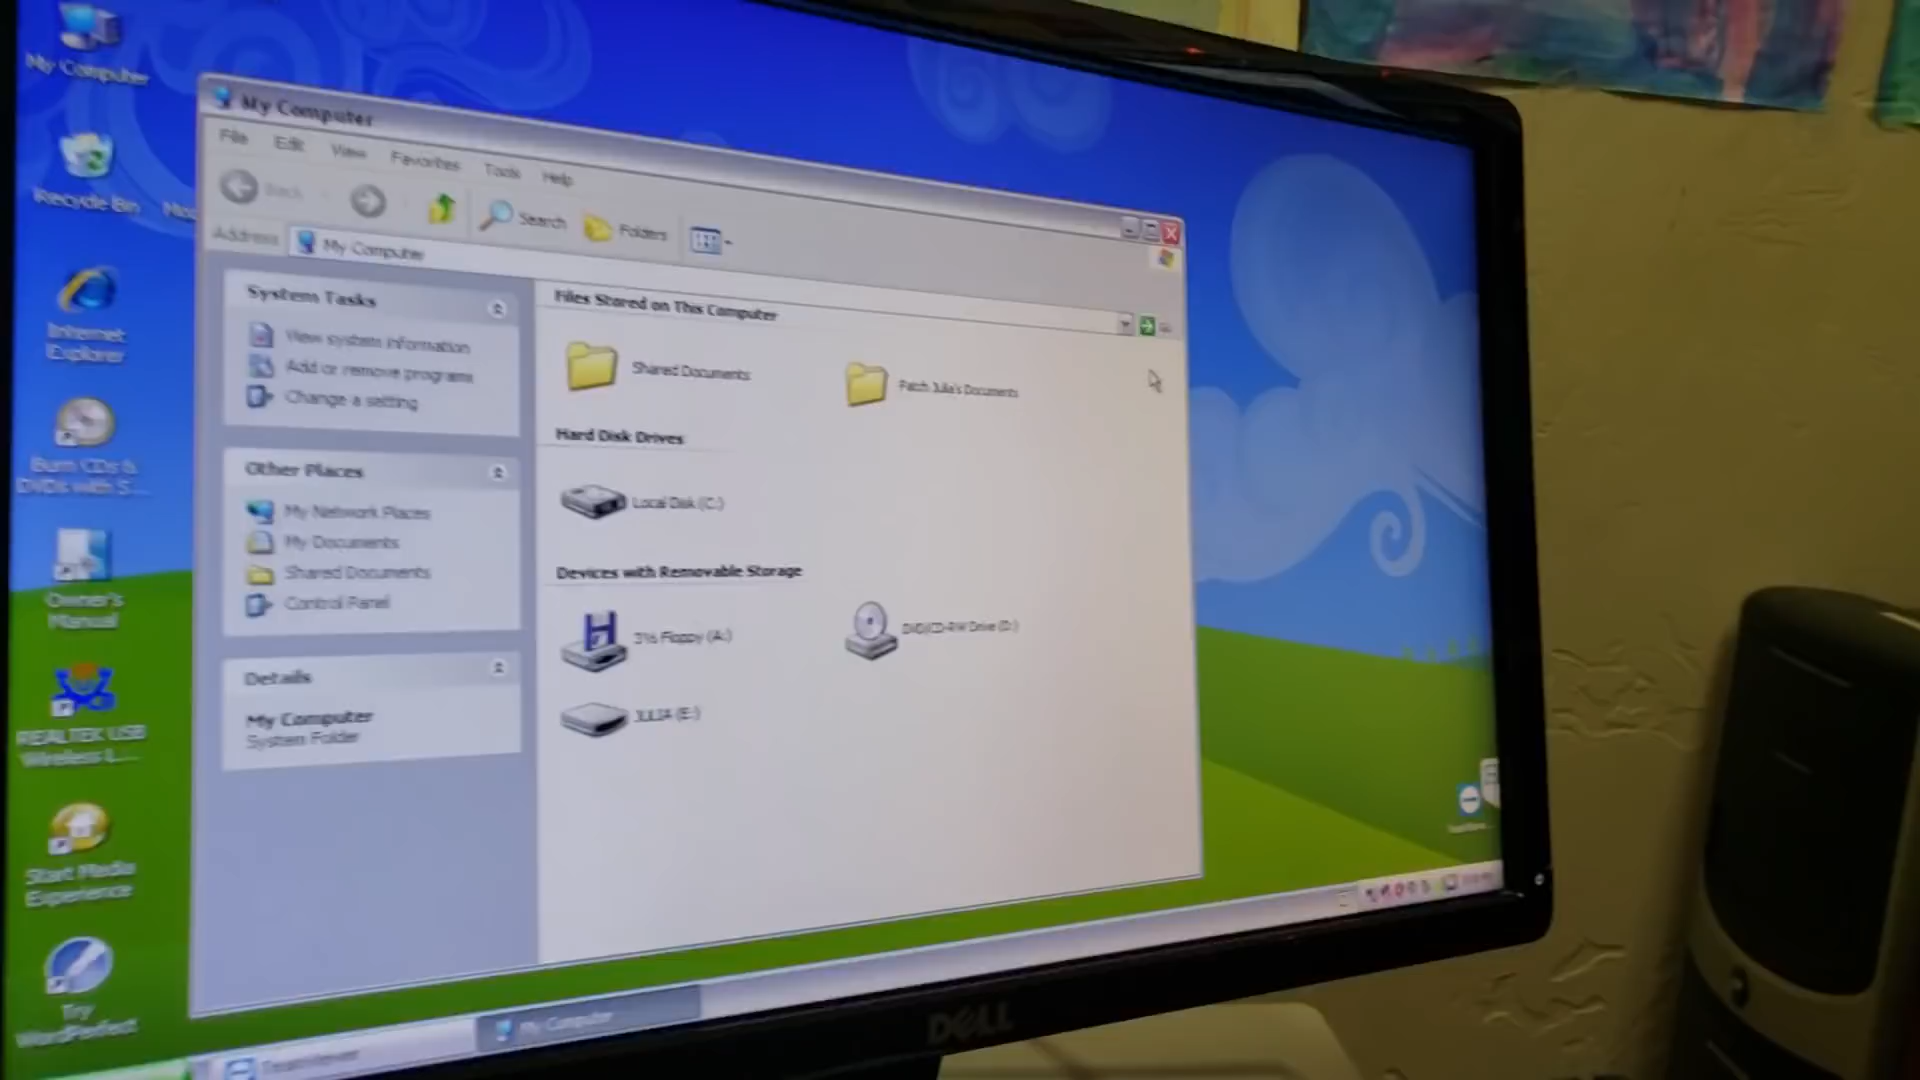 My Computer
My Computer
File Edit View Favorites Tools Help
Back
Search
Folders
Address
My Computer
System Tasks
View system information
Add or remove programs
Change a setting
Other Places
My Network Places
My Documents
Shared Documents
Control Panel
Details
My Computer
System Folder
Files Stored on This Computer
Shared Documents
Patch Julia's Documents
Hard Disk Drives
Local Disk (C:)
Devices with Removable Storage
3½ Floppy (A:)
DVD/CD-RW Drive (D:)
JULIA (E:)
Recycle Bin
Internet
Explorer
Burn CDs &
DVDs with S...
Owner's
Manual
REALTEK USB
Wireless L...
Start Media
Experience
Try
WordPerfect
TeamViewer
My Computer
DELL